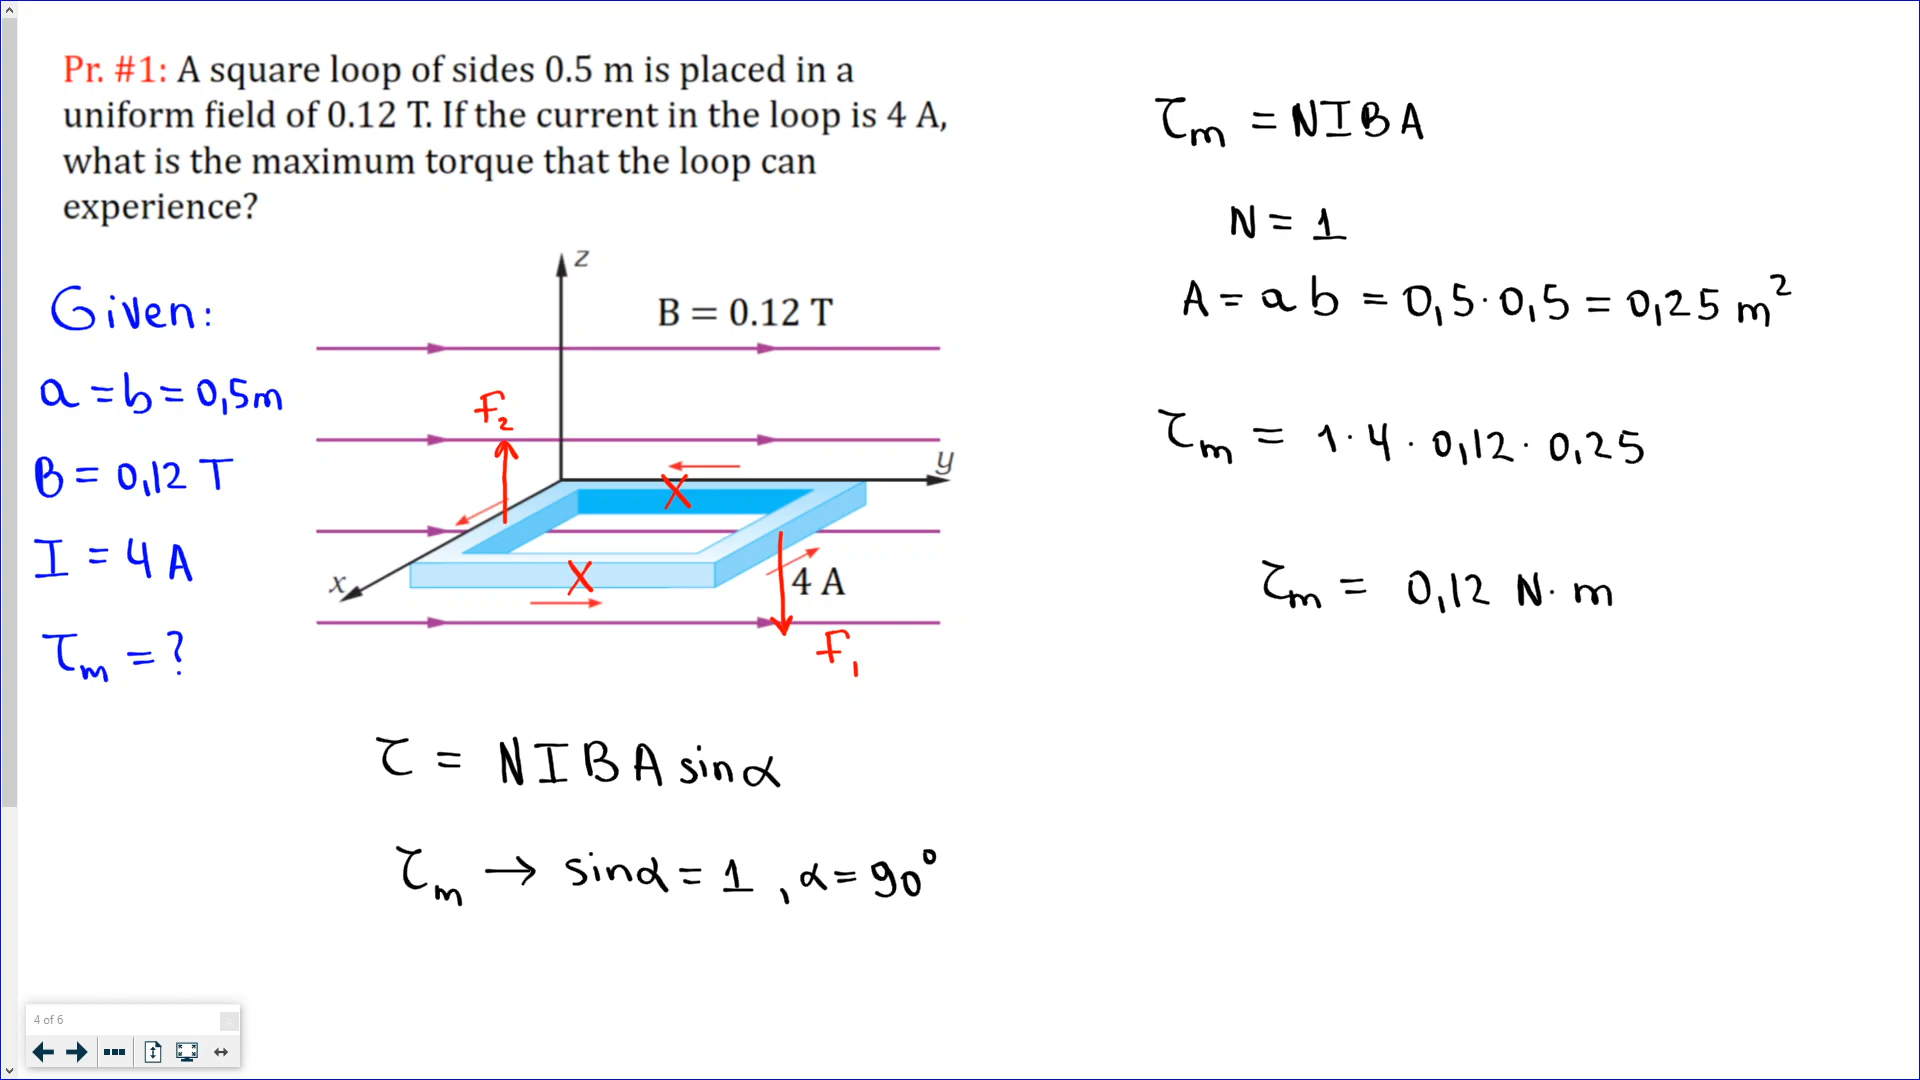 Pr. #1: A square loop of sides 0.5 m is placed in a
uniform field of 0.12 T. If the current in the loop is 4 A,
what is the maximum torque that the loop can
experience?
Given:
a = b = 0,5m
B = 0,12 T
I = 4 A
τm = ?
z
B = 0.12 T
F₂
y
X
x
X
4 A
F₁
τ = NIBA sinα
τm → sinα = 1, α = 90°
τm = NIBA
N = 1
A = a b = 0,5·0,5 = 0,25 m²
τm = 1·4·0,12·0,25
τm = 0,12 N·m
4 of 6